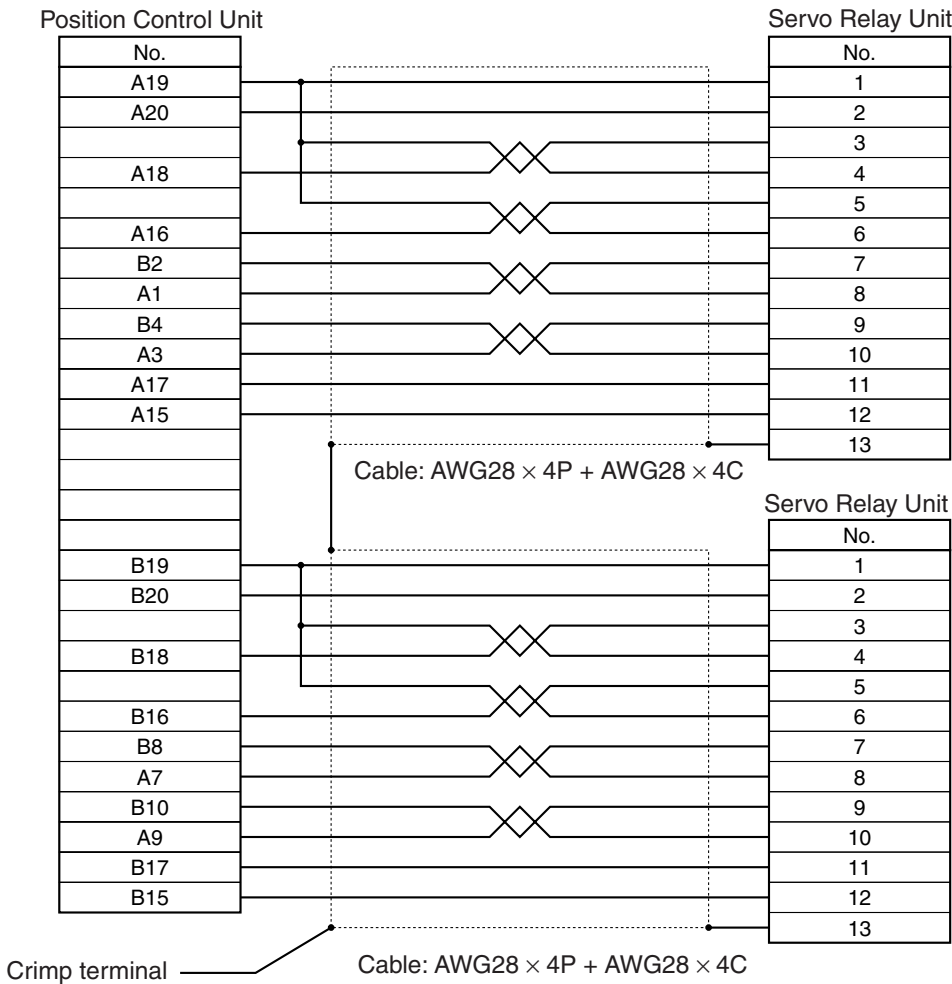 Position Control Unit
No.
A19
A20
A18
A16
B2
A1
B4
A3
A17
A15
B19
B20
B18
B16
B8
A7
B10
A9
B17
B15
Servo Relay Unit
No.
1
2
3
4
5
6
7
8
9
10
11
12
13
Cable: AWG28 × 4P + AWG28 × 4C
Servo Relay Unit
No.
1
2
3
4
5
6
7
8
9
10
11
12
13
Cable: AWG28 × 4P + AWG28 × 4C
Crimp terminal